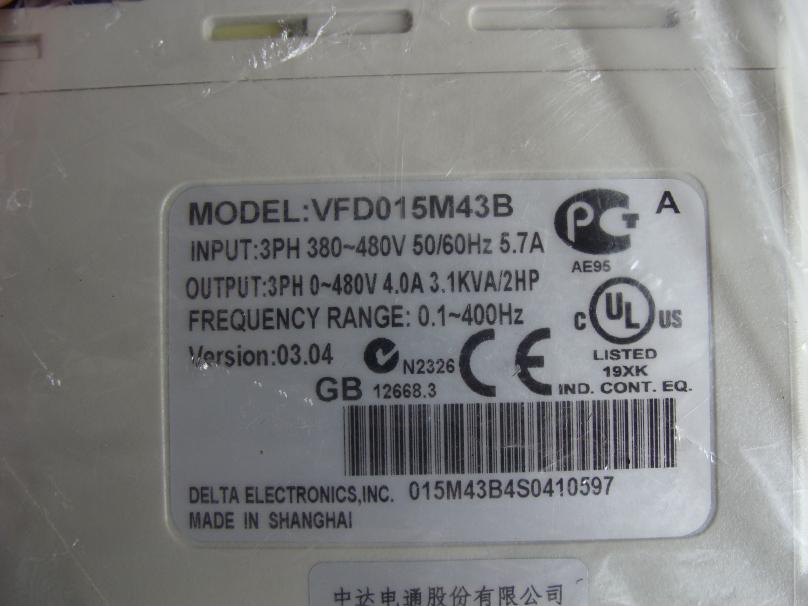 MODEL:VFD015M43B
INPUT:3PH 380~480V 50/60Hz 5.7A
OUTPUT:3PH 0~480V 4.0A 3.1KVA/2HP
FREQUENCY RANGE: 0.1~400Hz
Version:03.04
N2326
GB 12668.3
PCT A
AE95
C UL US
LISTED
19XK
IND. CONT. EQ.
CE
DELTA ELECTRONICS,INC. 015M43B4S0410597
MADE IN SHANGHAI
中达电通股份有限公司